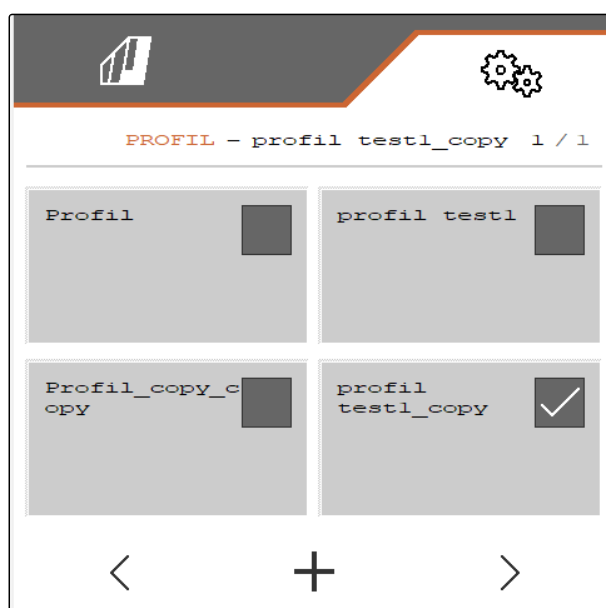 PROFIL - profil test1_copy 1 / 1
Profil
profil test1
Profil_copy_c
opy
profil
test1_copy